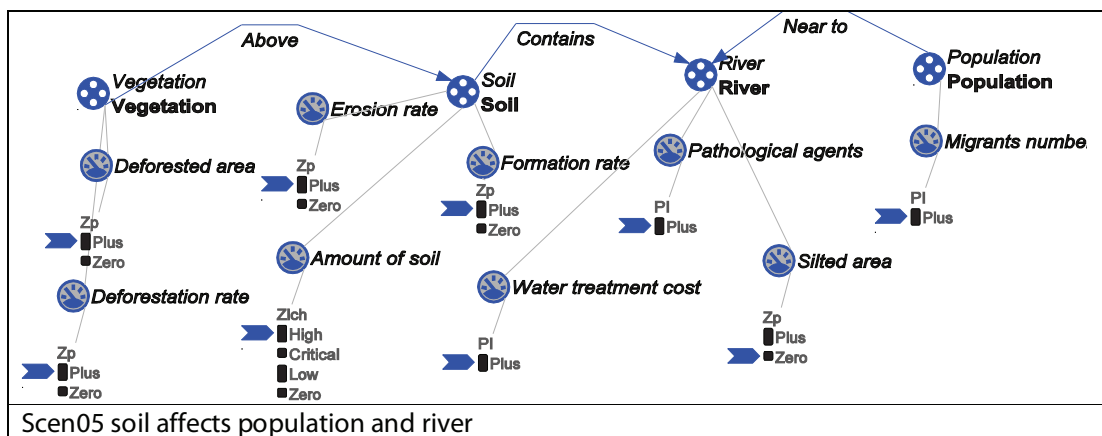 Above
Contains
Near to
Vegetation
Vegetation
Soil
Soil
River
River
Population
Population
Erosion rate
Zp
Plus
Zero
Deforested area
Zp
Plus
Zero
Deforestation rate
Zp
Plus
Zero
Amount of soil
Zlch
High
Critical
Low
Zero
Formation rate
Zp
Plus
Zero
Water treatment cost
Pl
Plus
Pathological agents
Pl
Plus
Silted area
Zp
Plus
Zero
Migrants number
Pl
Plus
Scen05 soil affects population and river